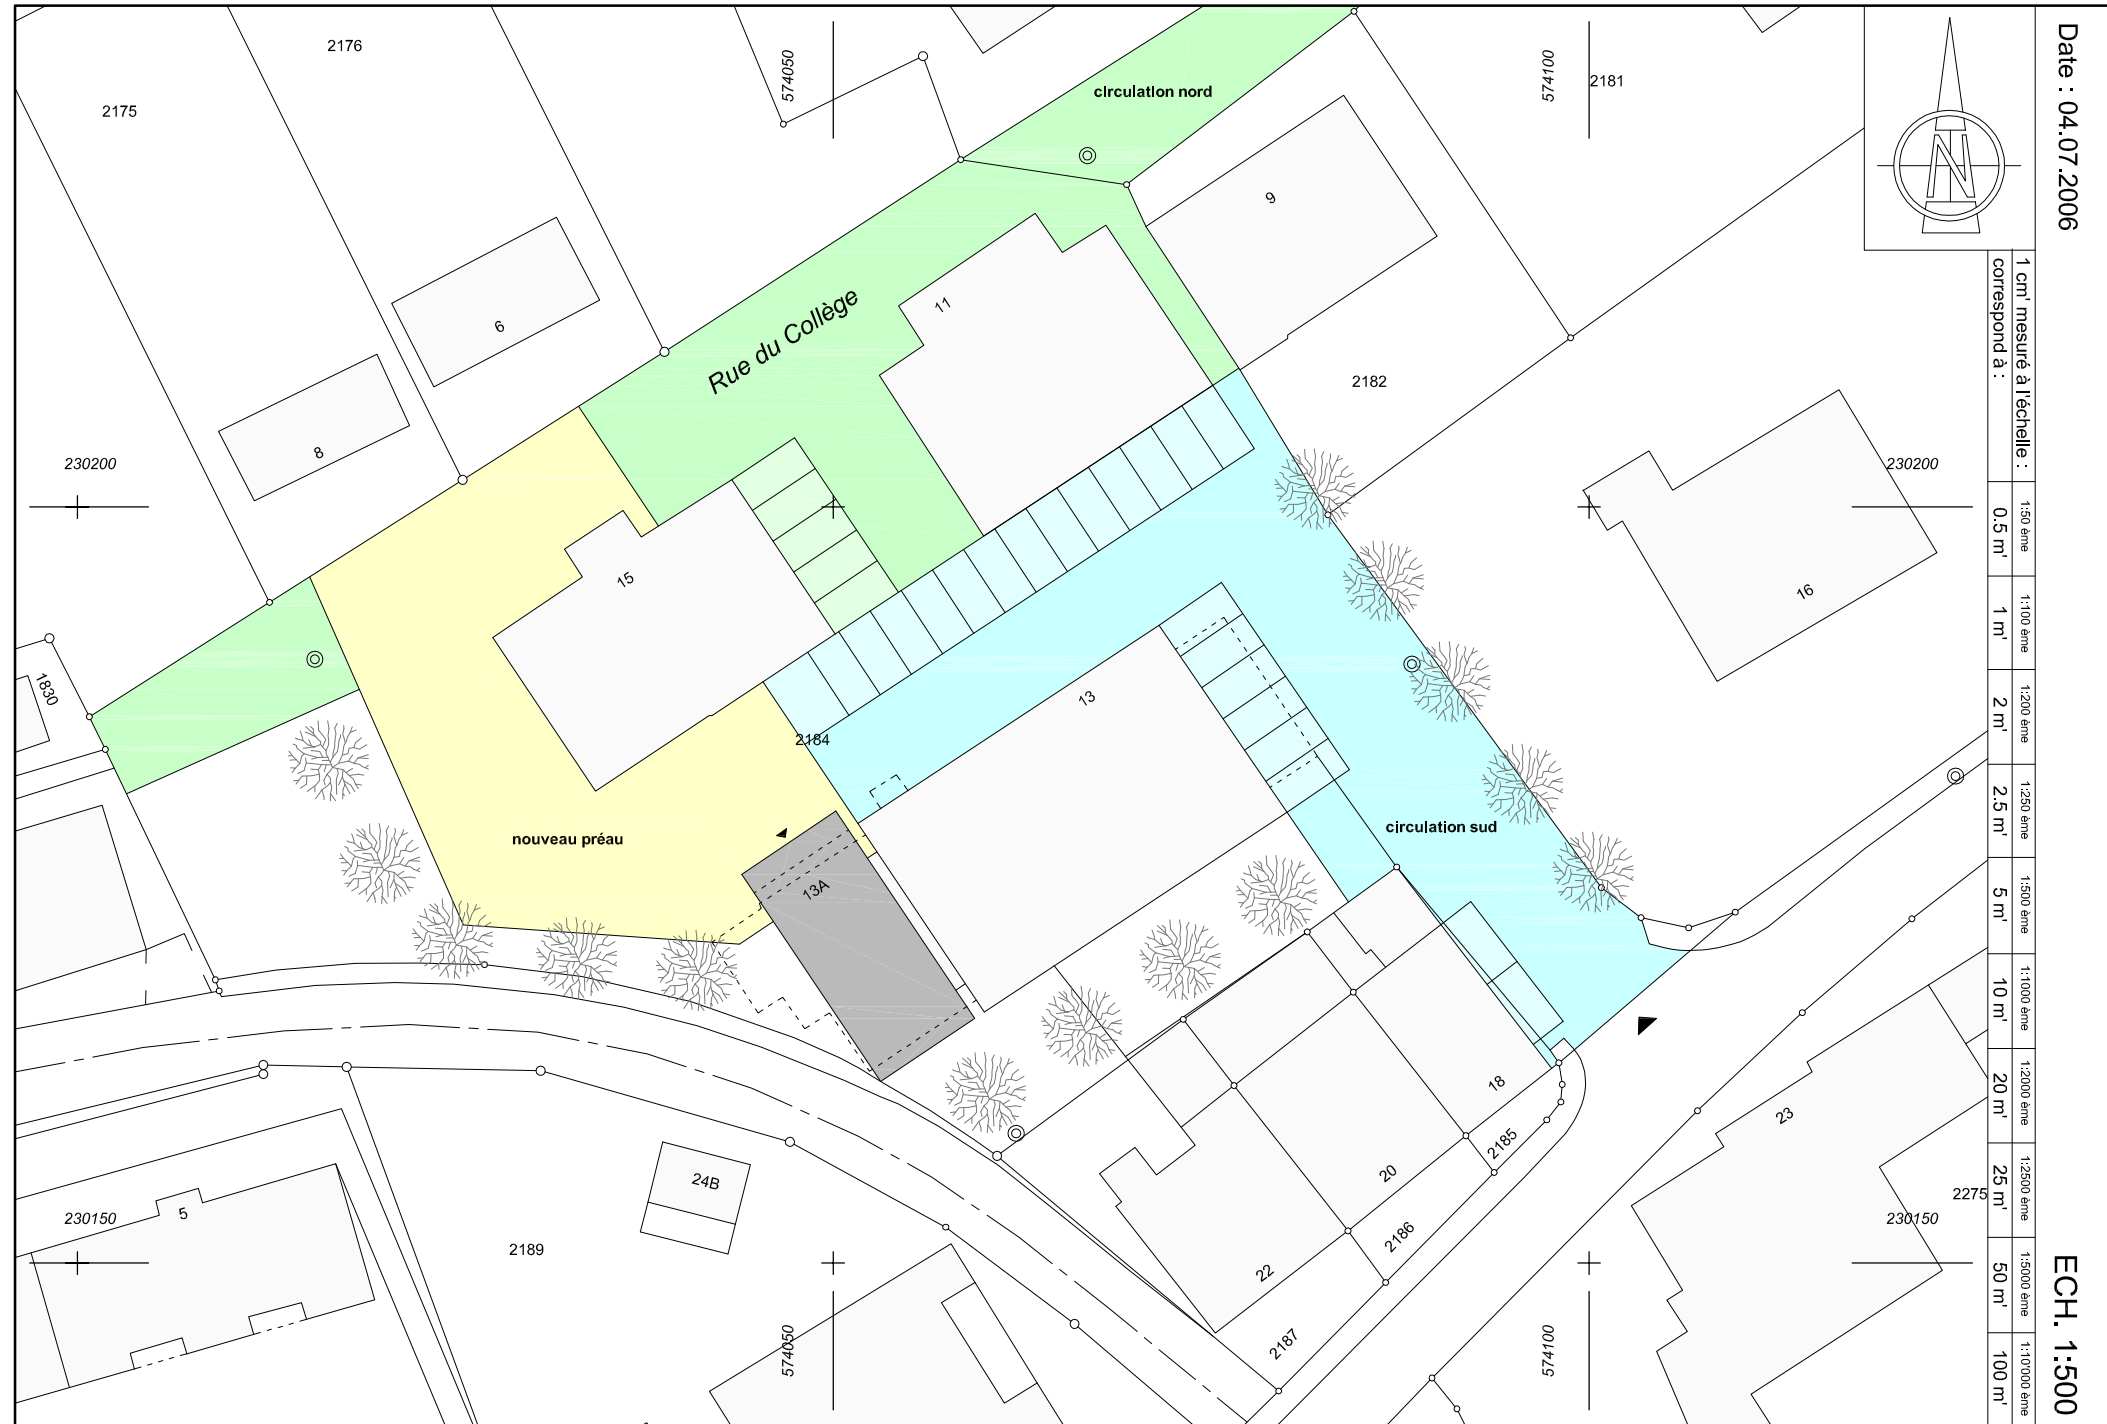 2176
2175
574050
574100
2181
circulation nord
N
Date : 04.07.2006
9
11
Rue du Collège
6
8
2182
230200
230200
15
16
1830
13
2184
nouveau préau
circulation sud
13A
18
23
2185
20
24B
5
2275
230150
230150
2186
2189
22
2187
574050
574100
1 cm' mesuré à l'échelle :
correspond à :
1:50 ème
0.5 m'
1:100 ème
1 m'
1:200 ème
2 m'
1:250 ème
2.5 m'
1:500 ème
5 m'
1:1000 ème
10 m'
1:2000 ème
20 m'
1:2500 ème
25 m'
1:5000 ème
50 m'
1:10'000 ème
100 m'
ECH. 1:500